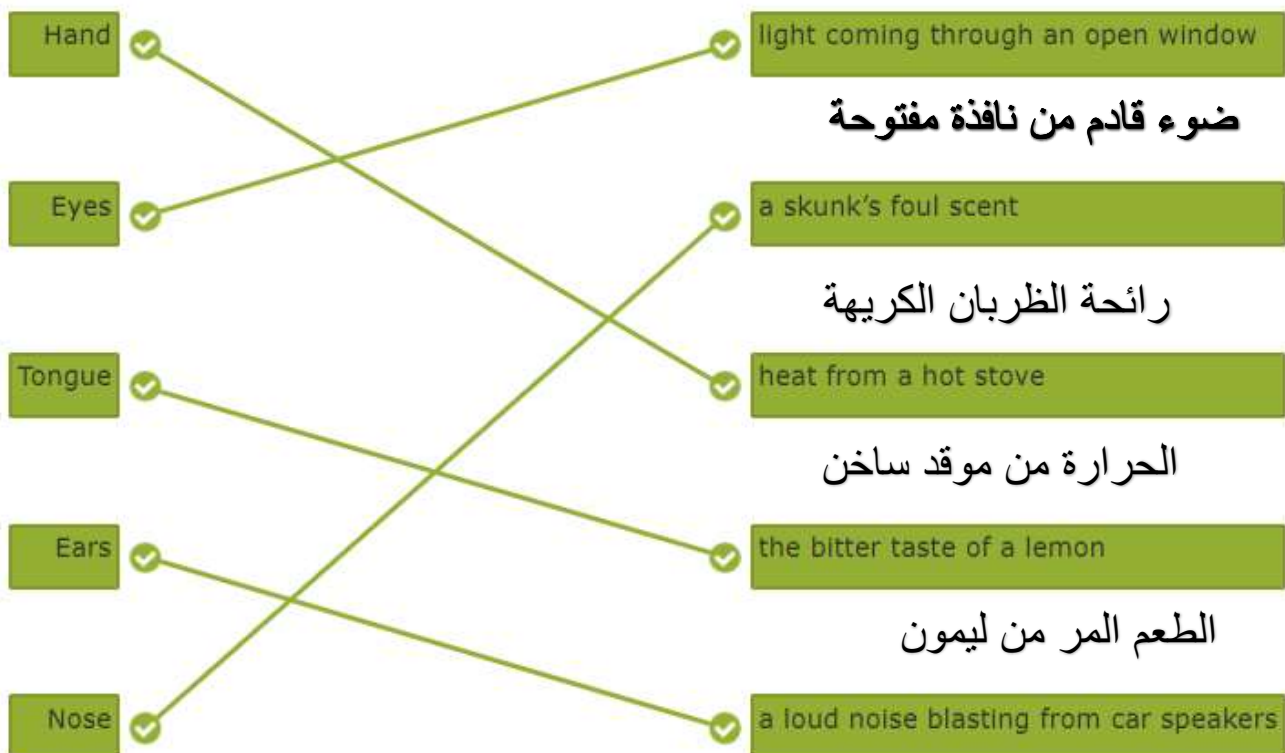 Hand
light coming through an open window
ضوء قادم من نافذة مفتوحة
Eyes
a skunk’s foul scent
رائحة الظربان الكريهة
Tongue
heat from a hot stove
الحرارة من موقد ساخن
Ears
the bitter taste of a lemon
الطعم المر من ليمون
Nose
a loud noise blasting from car speakers